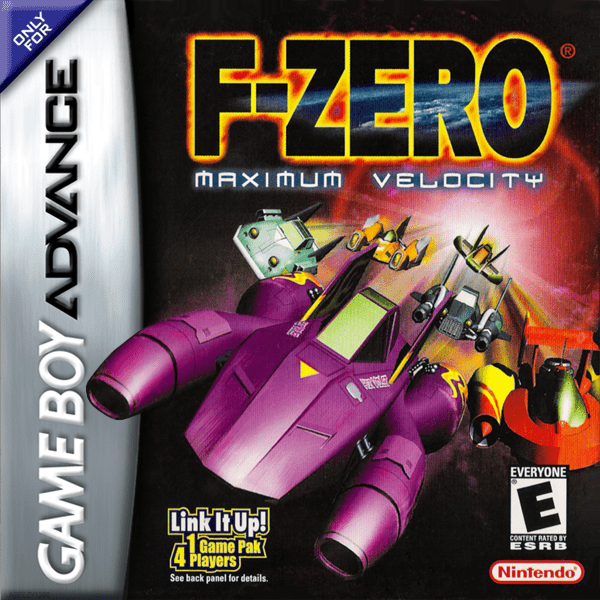 ONLY
FOR
GAME BOY ADVANCE
F-ZERO®
MAXIMUM VELOCITY
Link It Up!
1 Game Pak
4 Players
See back panel for details.
EVERYONE
E
CONTENT RATED BY
ESRB
Nintendo®